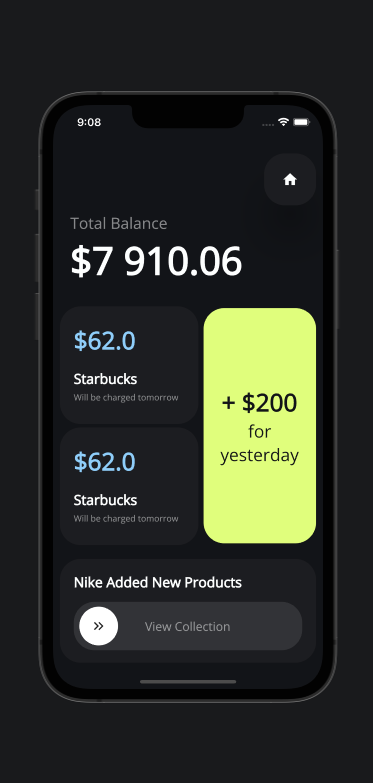 9:08
Total Balance
$7 910.06
$62.0
Starbucks
Will be charged tomorrow
+ $200
for
yesterday
$62.0
Starbucks
Will be charged tomorrow
Nike Added New Products
View Collection